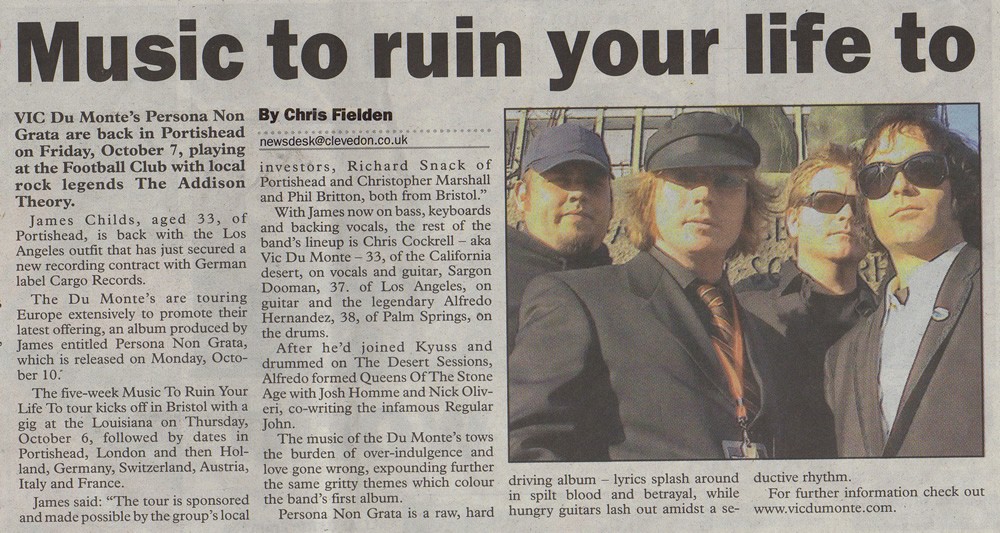 Music to ruin your life to
VIC Du Monte's Persona Non
Grata are back in Portishead
on Friday, October 7, playing
at the Football Club with local
rock legends The Addison
Theory.
James Childs, aged 33, of
Portishead, is back with the Los
Angeles outfit that has just secured a
new recording contract with German
label Cargo Records.
The Du Monte's are touring
Europe extensively to promote their
latest offering, an album produced by
James entitled Persona Non Grata,
which is released on Monday, Octo-
ber 10.'
The five-week Music To Ruin Your
Life To tour kicks off in Bristol with a
gig at the Louisiana on Thursday,
October 6, followed by dates in
Portishead, London and then Hol-
land, Germany, Switzerland, Austria,
Italy and France.
James said: "The tour is sponsored
and made possible by the group's local
By Chris Fielden
newsdesk@clevedon.co.uk
investors, Richard Snack of
Portishead and Christopher Marshall
and Phil Britton, both from Bristol."
With James now on bass, keyboards
and backing vocals, the rest of the
band's lineup is Chris Cockrell – aka
Vic Du Monte – 33, of the California
desert, on vocals and guitar, Sargon
Dooman, 37. of Los Angeles, on
guitar and the legendary Alfredo
Hernandez, 38, of Palm Springs, on
the drums.
After he'd joined Kyuss and
drummed on The Desert Sessions,
Alfredo formed Queens Of The Stone
Age with Josh Homme and Nick Oliv-
eri, co-writing the infamous Regular
John.
The music of the Du Monte's tows
the burden of over-indulgence and
love gone wrong, expounding further
the same gritty themes which colour
the band's first album.
Persona Non Grata is a raw, hard
driving album – lyrics splash around
in spilt blood and betrayal, while
hungry guitars lash out amidst a se-
ductive rhythm.
For further information check out
www.vicdumonte.com.